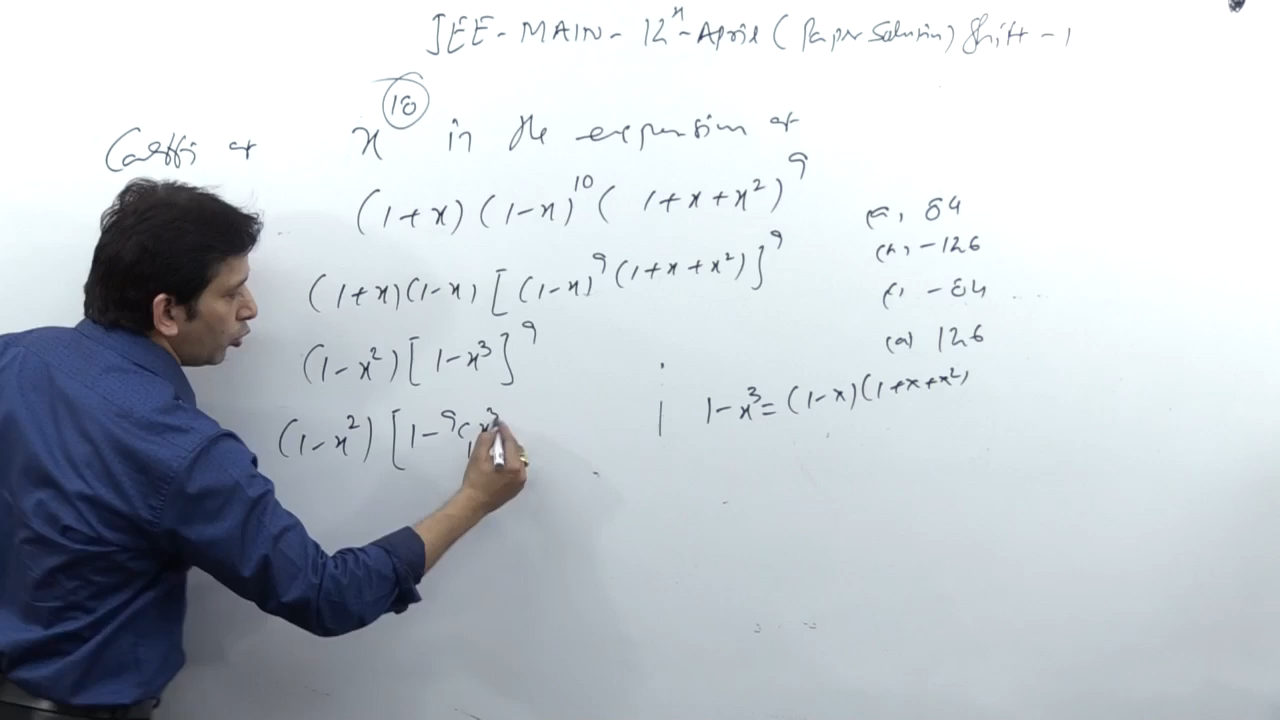 JEE-MAIN-12th-April (Paper Solution) Shift-1
Coeffi of x^18 in the expansion of
(1+x)(1-x)^10(1+x+x^2)^9
(1+x)(1-x)[(1-x)^9(1+x+x^2)]^9
(1-x^2)[1-x^3]^9
(1-x^2)[1-9C1x^3
(a) 84
(b) -126
(c) -84
(d) 126
1-x^3=(1-x)(1+x+x^2)